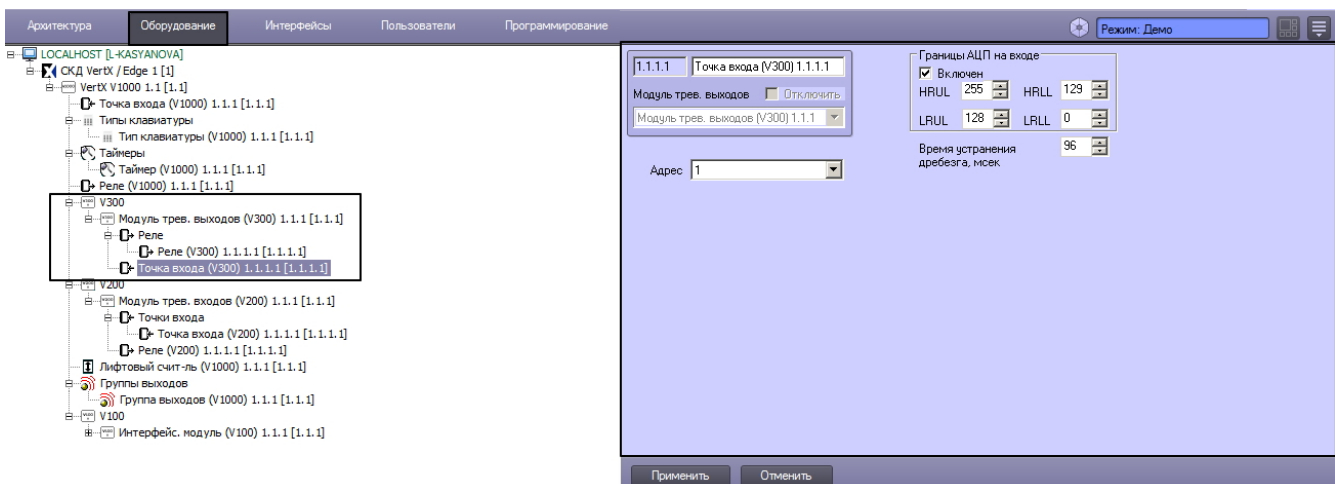 Архитектура Оборудование Интерфейсы Пользователи Программирование Режим: Демо
LOCALHOST [L-KASYANOVA]
СКД VertX / Edge 1 [1]
VertX V1000 1.1 [1.1]
Точка входа (V1000) 1.1.1 [1.1.1]
Типы клавиатуры
Тип клавиатуры (V1000) 1.1.1 [1.1.1]
Таймеры
Таймер (V1000) 1.1.1 [1.1.1]
Реле (V1000) 1.1.1 [1.1.1]
V300
Модуль трев. выходов (V300) 1.1.1 [1.1.1]
Реле
Реле (V300) 1.1.1.1 [1.1.1.1]
Точка входа (V300) 1.1.1.1 [1.1.1.1]
V200
Модуль трев. входов (V200) 1.1.1 [1.1.1]
Точки входа
Точка входа (V200) 1.1.1.1 [1.1.1.1]
Реле (V200) 1.1.1.1 [1.1.1.1]
Лифтовый счит-ль (V1000) 1.1.1 [1.1.1]
Группы выходов
Группа выходов (V1000) 1.1.1 [1.1.1]
V100
Интерфейс. модуль (V100) 1.1.1 [1.1.1]
1.1.1.1 Точка входа (V300) 1.1.1.1
Модуль трев. выходов Отключить
Модуль трев. выходов (V300) 1.1.1
Адрес 1
Границы АЦП на входе
Включен
HRUL 255 HRLL 129
LRUL 128 LRLL 0
Время устранения 96
дребезга, мсек
Применить Отменить